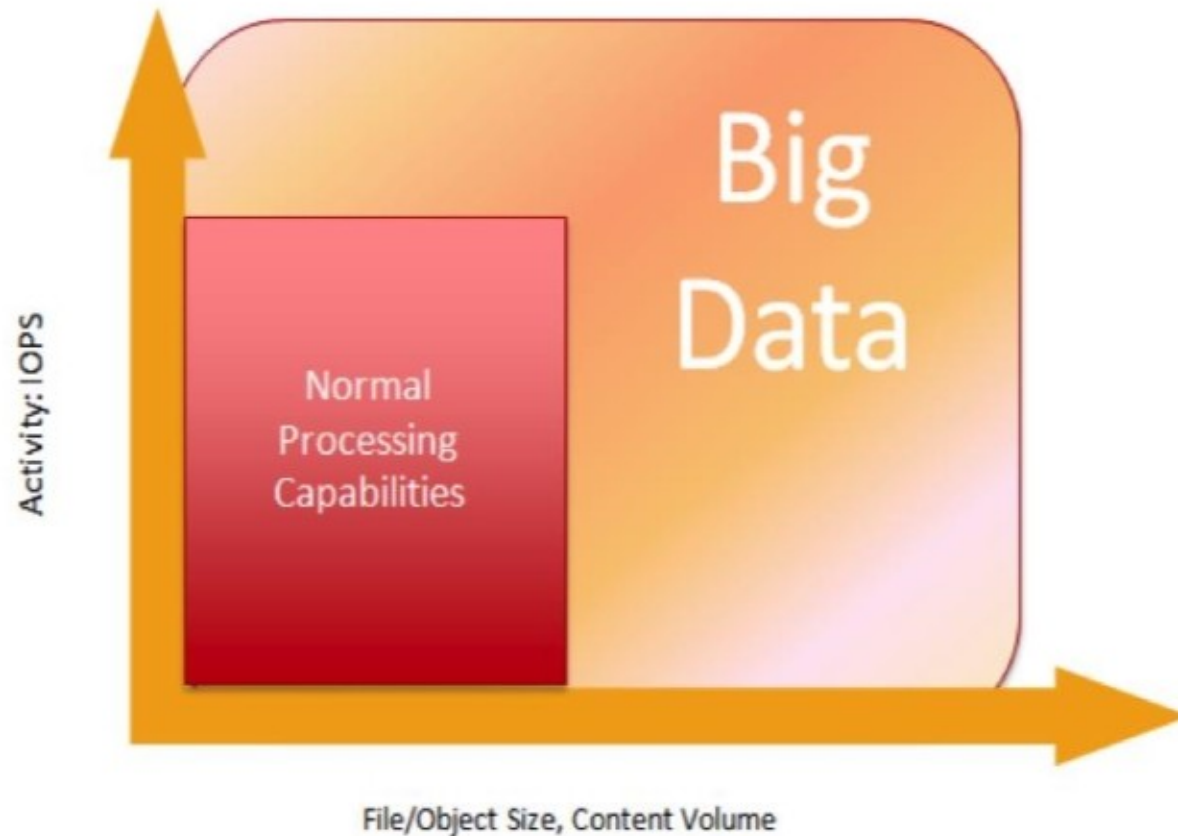 Big
Data
Activity: IOPS
Normal
Processing
Capabilities
File/Object Size, Content Volume